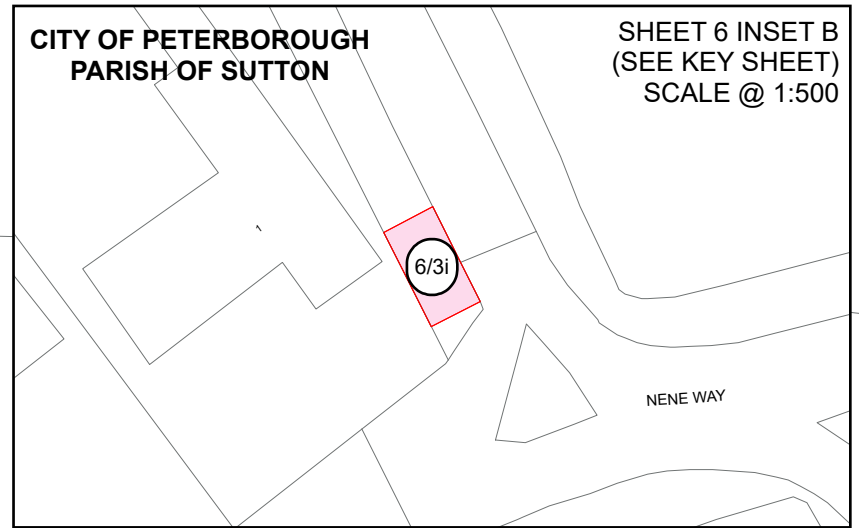 CITY OF PETERBOROUGH
PARISH OF SUTTON
SHEET 6 INSET B
(SEE KEY SHEET)
SCALE @ 1:500
1
6/3i
NENE WAY